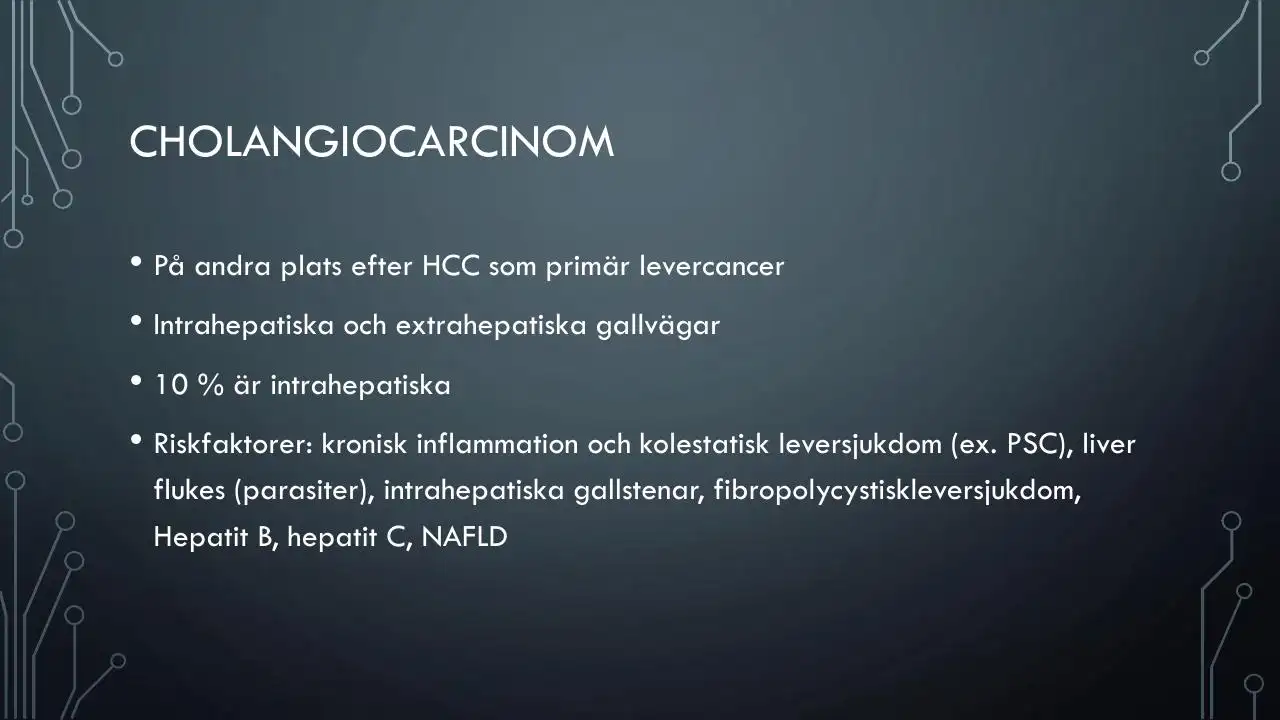 CHOLANGIOCARCINOM
• På andra plats efter HCC som primär levercancer
• Intrahepatiska och extrahepatiska gallvägar
• 10 % är intrahepatiska
• Riskfaktorer: kronisk inflammation och kolestatisk leversjukdom (ex. PSC), liver
flukes (parasiter), intrahepatiska gallstenar, fibropolycystiskleversjukdom,
Hepatit B, hepatit C, NAFLD